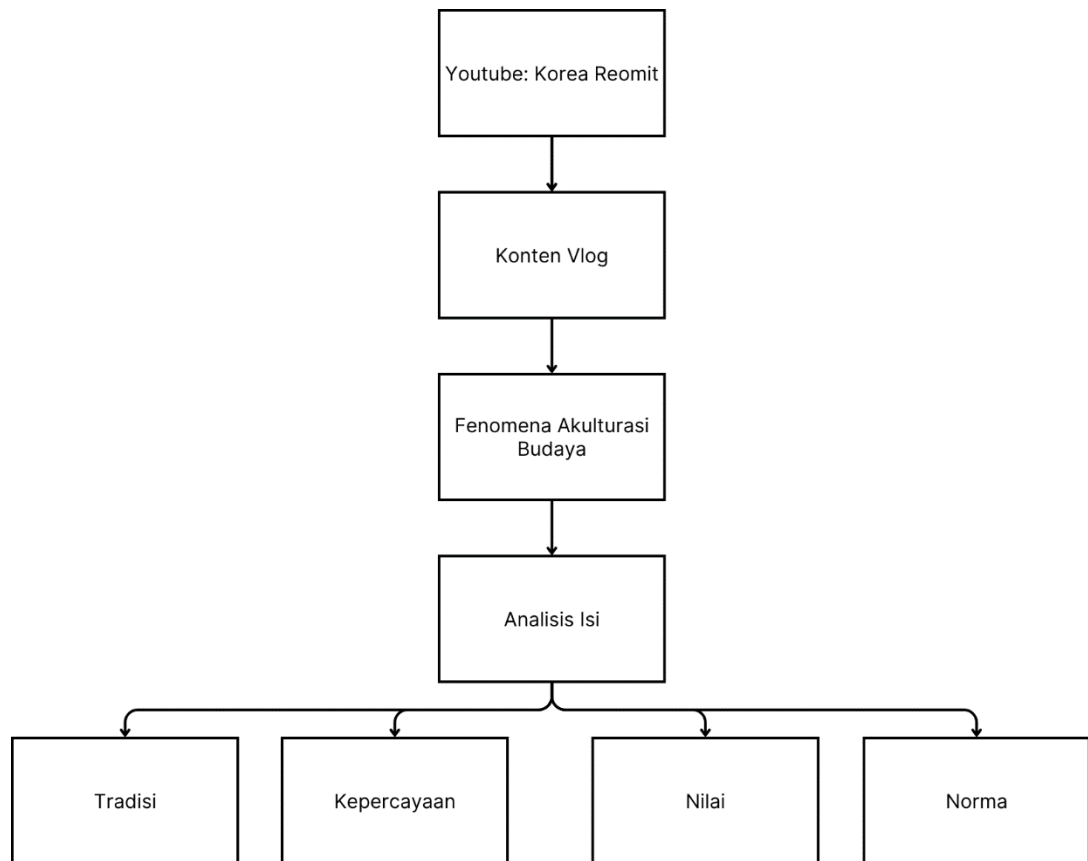 Youtube: Korea Reomit
Konten Vlog
Fenomena Akulturasi
Budaya
Analisis Isi
Tradisi
Kepercayaan
Nilai
Norma